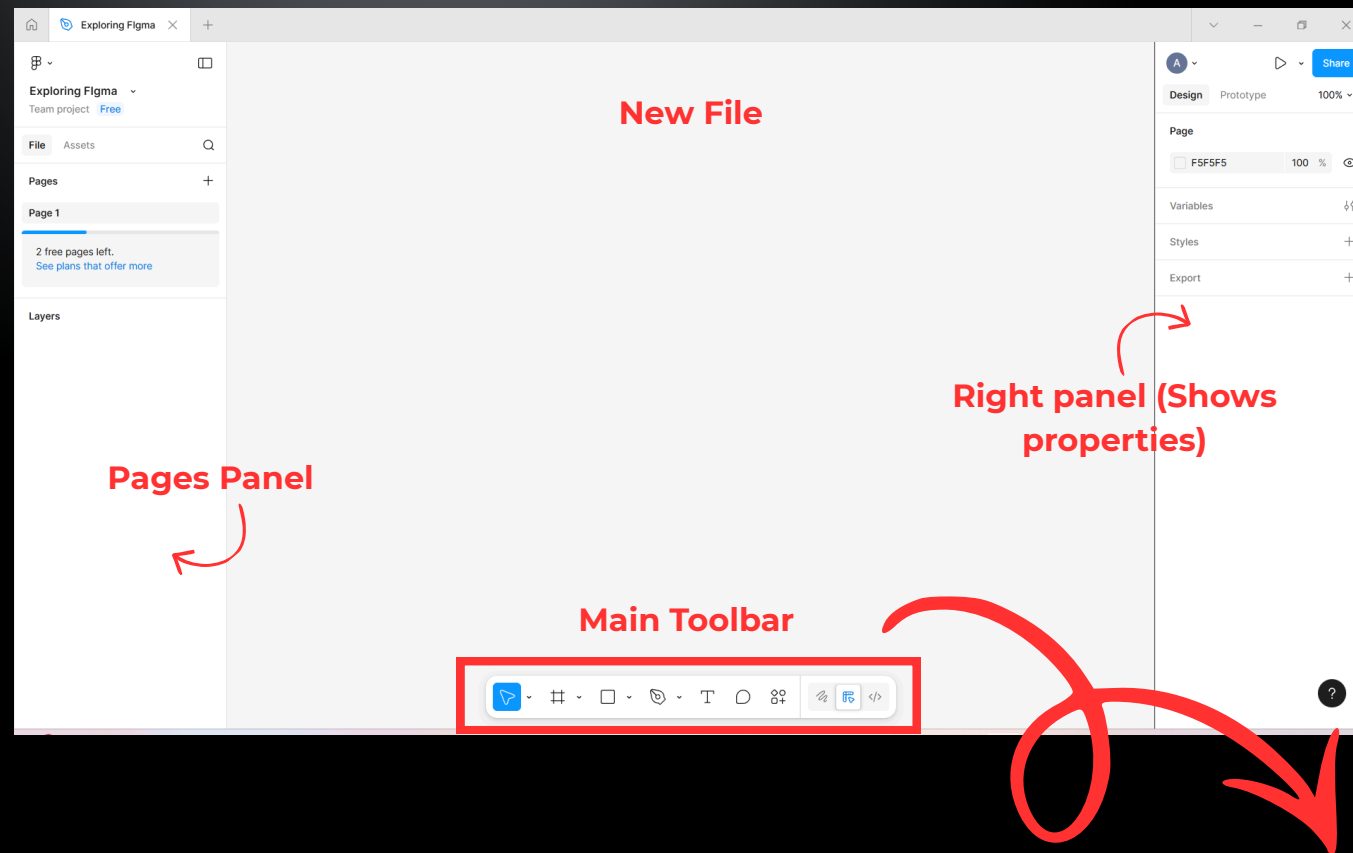 Exploring FIgma
Exploring FIgma
Team project Free
File Assets
Pages
Page 1
2 free pages left.
See plans that offer more
Layers
New File
Pages Panel
Main Toolbar
A
Share
Design Prototype 100%
Page
F5F5F5 100 %
Variables
Styles
Export
Right panel (Shows
properties)
?